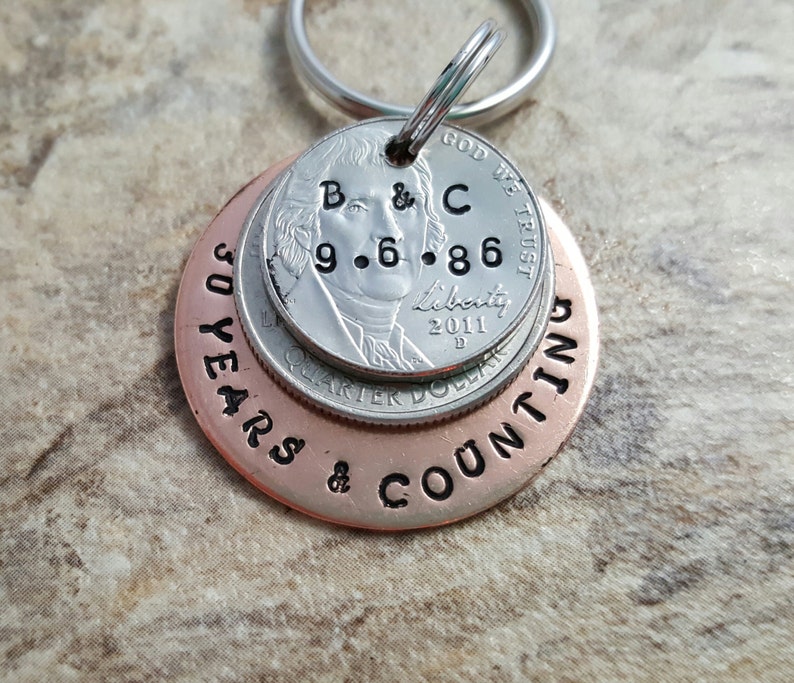 GOD WE TRUST
B & C
9.6.86
Liberty
2011
D
QUARTER DOLLAR
30 YEARS & COUNTING